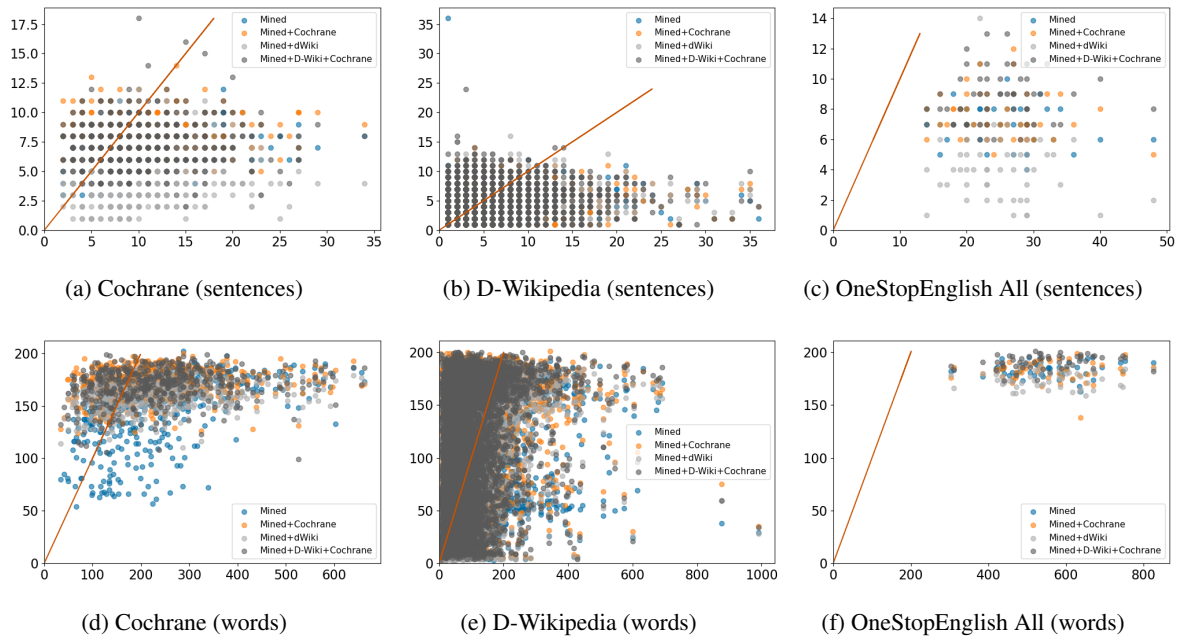 17.5
15.0
12.5
10.0
7.5
5.0
2.5
0.0
0 5 10 15 20 25 30 35
Mined
Mined+Cochrane
Mined+dWiki
Mined+D-Wiki+Cochrane
(a) Cochrane (sentences)
35
30
25
20
15
10
5
0
0 5 10 15 20 25 30 35
Mined
Mined+Cochrane
Mined+dWiki
Mined+D-Wiki+Cochrane
(b) D-Wikipedia (sentences)
14
12
10
8
6
4
2
0
0 10 20 30 40 50
Mined
Mined+Cochrane
Mined+dWiki
Mined+D-Wiki+Cochrane
(c) OneStopEnglish All (sentences)
200
150
100
50
0
0 100 200 300 400 500 600
Mined
Mined+Cochrane
Mined+dWiki
Mined+D-Wiki+Cochrane
(d) Cochrane (words)
200
150
100
50
0
0 200 400 600 800 1000
Mined
Mined+Cochrane
Mined+dWiki
Mined+D-Wiki+Cochrane
(e) D-Wikipedia (words)
200
150
100
50
0
0 200 400 600 800
Mined
Mined+Cochrane
Mined+dWiki
Mined+D-Wiki+Cochrane
(f) OneStopEnglish All (words)